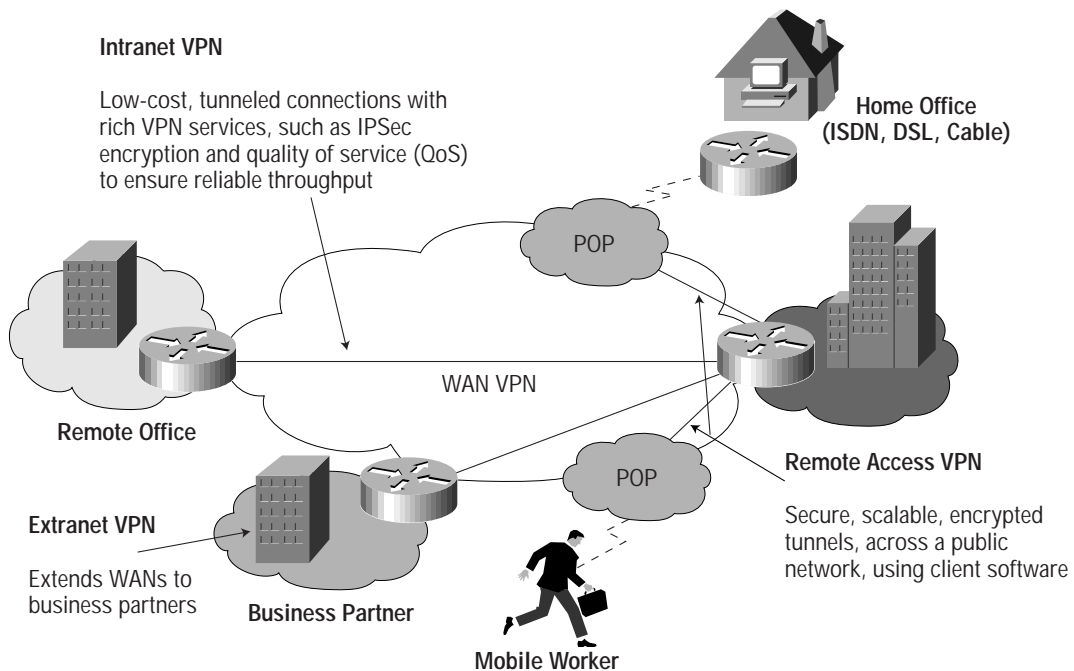 Intranet VPN
Low-cost, tunneled connections with
rich VPN services, such as IPSec
encryption and quality of service (QoS)
to ensure reliable throughput
Home Office
(ISDN, DSL, Cable)
POP
WAN VPN
Remote Office
POP
Remote Access VPN
Secure, scalable, encrypted
tunnels, across a public
network, using client software
Extranet VPN
Extends WANs to
business partners
Business Partner
Mobile Worker